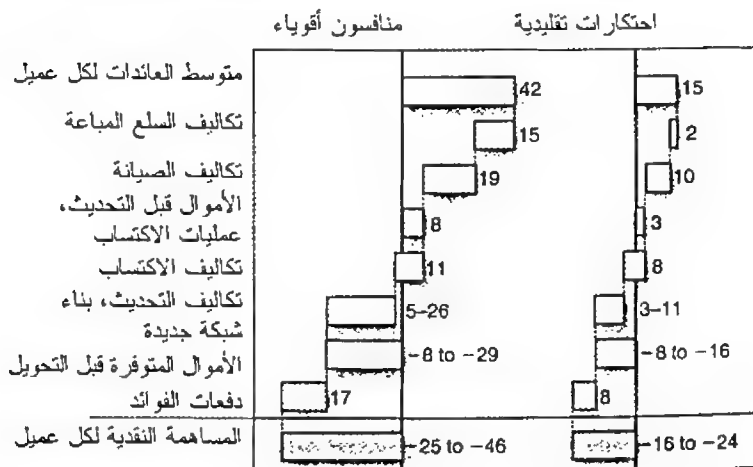 منافسون أقوياء احتكارات تقليدية
متوسط العائدات لكل عميل 42 15
تكاليف السلع المباعة 15 2
تكاليف الصيانة 19 10
الأموال قبل التحديث،
عمليات الاكتساب 8 3
تكاليف الاكتساب 11 8
تكاليف التحديث، بناء 5–26 3–11
شبكة جديدة
الأموال المتوفرة قبل التحويل –8 to –29 –8 to –16
دفعات الفوائد 17 8
المساهمة النقدية لكل عميل –25 to –46 –16 to –24